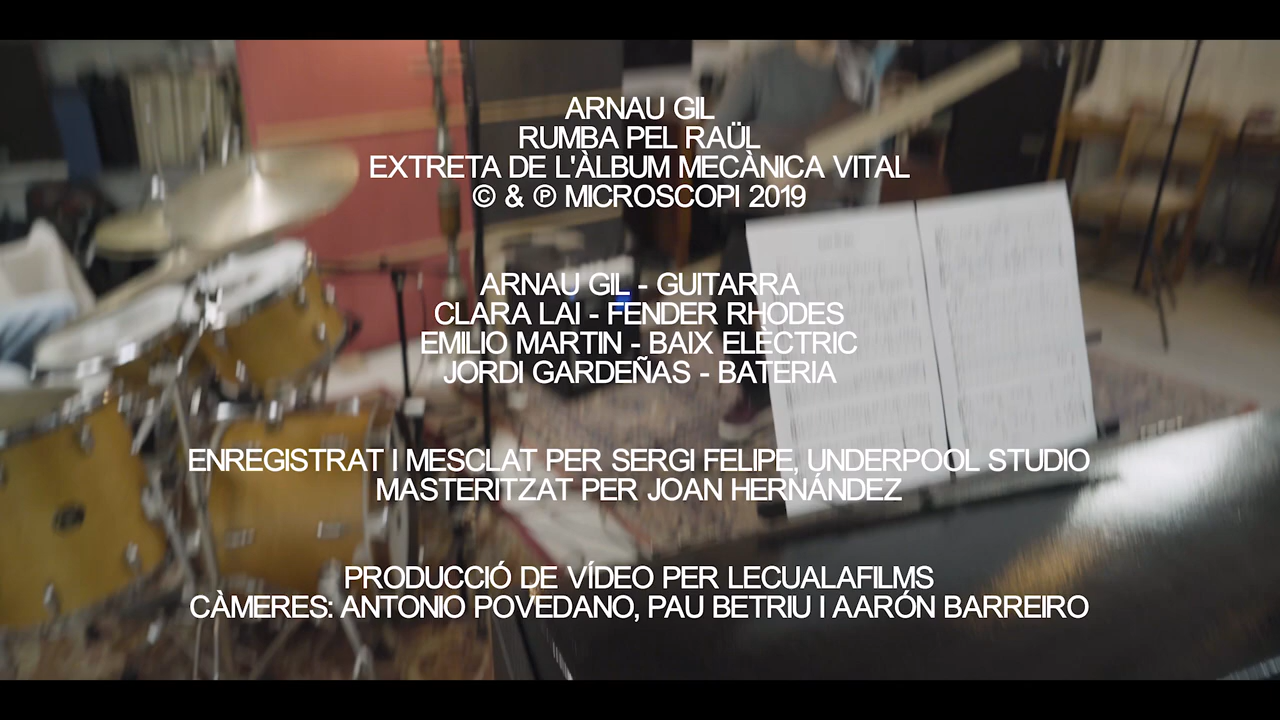 ARNAU GIL
RUMBA PEL RAÜL
EXTRETA DE L'ÀLBUM MECÀNICA VITAL
© & ℗ MICROSCOPI 2019
ARNAU GIL - GUITARRA
CLARA LAI - FENDER RHODES
EMILIO MARTIN - BAIX ELÈCTRIC
JORDI GARDEÑAS - BATERIA
ENREGISTRAT I MESCLAT PER SERGI FELIPE, UNDERPOOL STUDIO
MASTERITZAT PER JOAN HERNÁNDEZ
PRODUCCIÓ DE VÍDEO PER LECUALAFILMS
CÀMERES: ANTONIO POVEDANO, PAU BETRIU I AARÓN BARREIRO